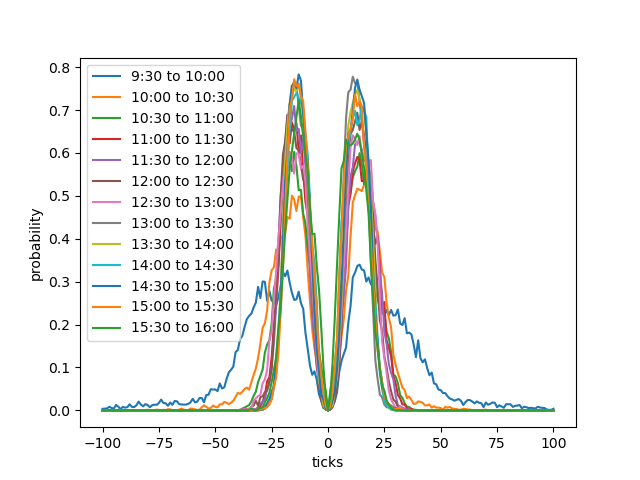 0.8
0.7
0.6
0.5
0.4
0.3
0.2
0.1
0.0
probability
9:30 to 10:00
10:00 to 10:30
10:30 to 11:00
11:00 to 11:30
11:30 to 12:00
12:00 to 12:30
12:30 to 13:00
13:00 to 13:30
13:30 to 14:00
14:00 to 14:30
14:30 to 15:00
15:00 to 15:30
15:30 to 16:00
−100 −75 −50 −25 0 25 50 75 100
ticks